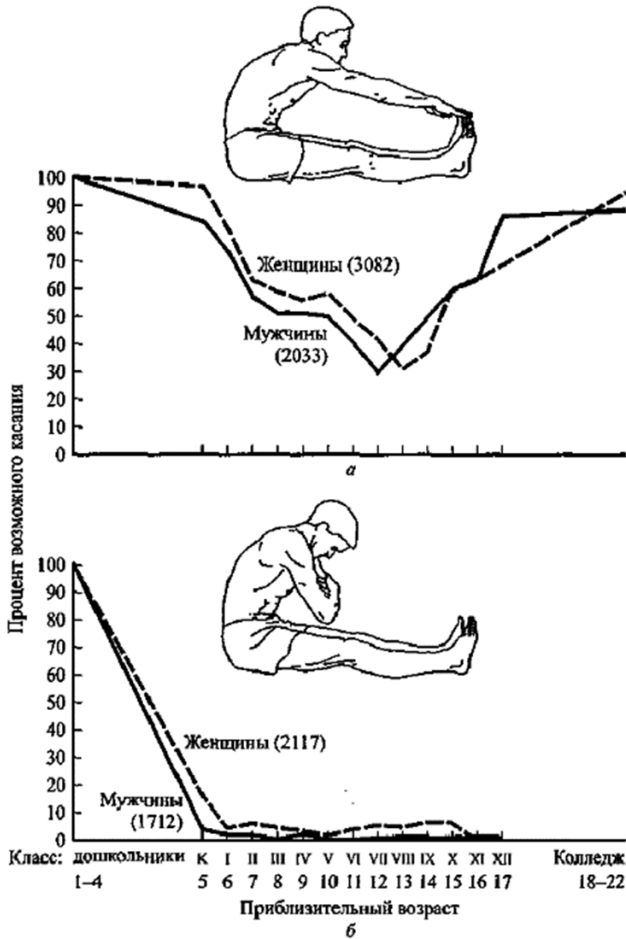 100
90
80
70
60
50
40
30
20
10
0
Женщины (3082)
Мужчины
(2033)
а
Процент возможного касания
100
90
80
70
60
50
40
30
20
10
0
Женщины (2117)
Мужчины
(1712)
Класс: дошкольники K I II III IV V VI VII VIII IX X XI XII Колледж
1–4 5 6 7 8 9 10 11 12 13 14 15 16 17 18–22
Приблизительный возраст
б